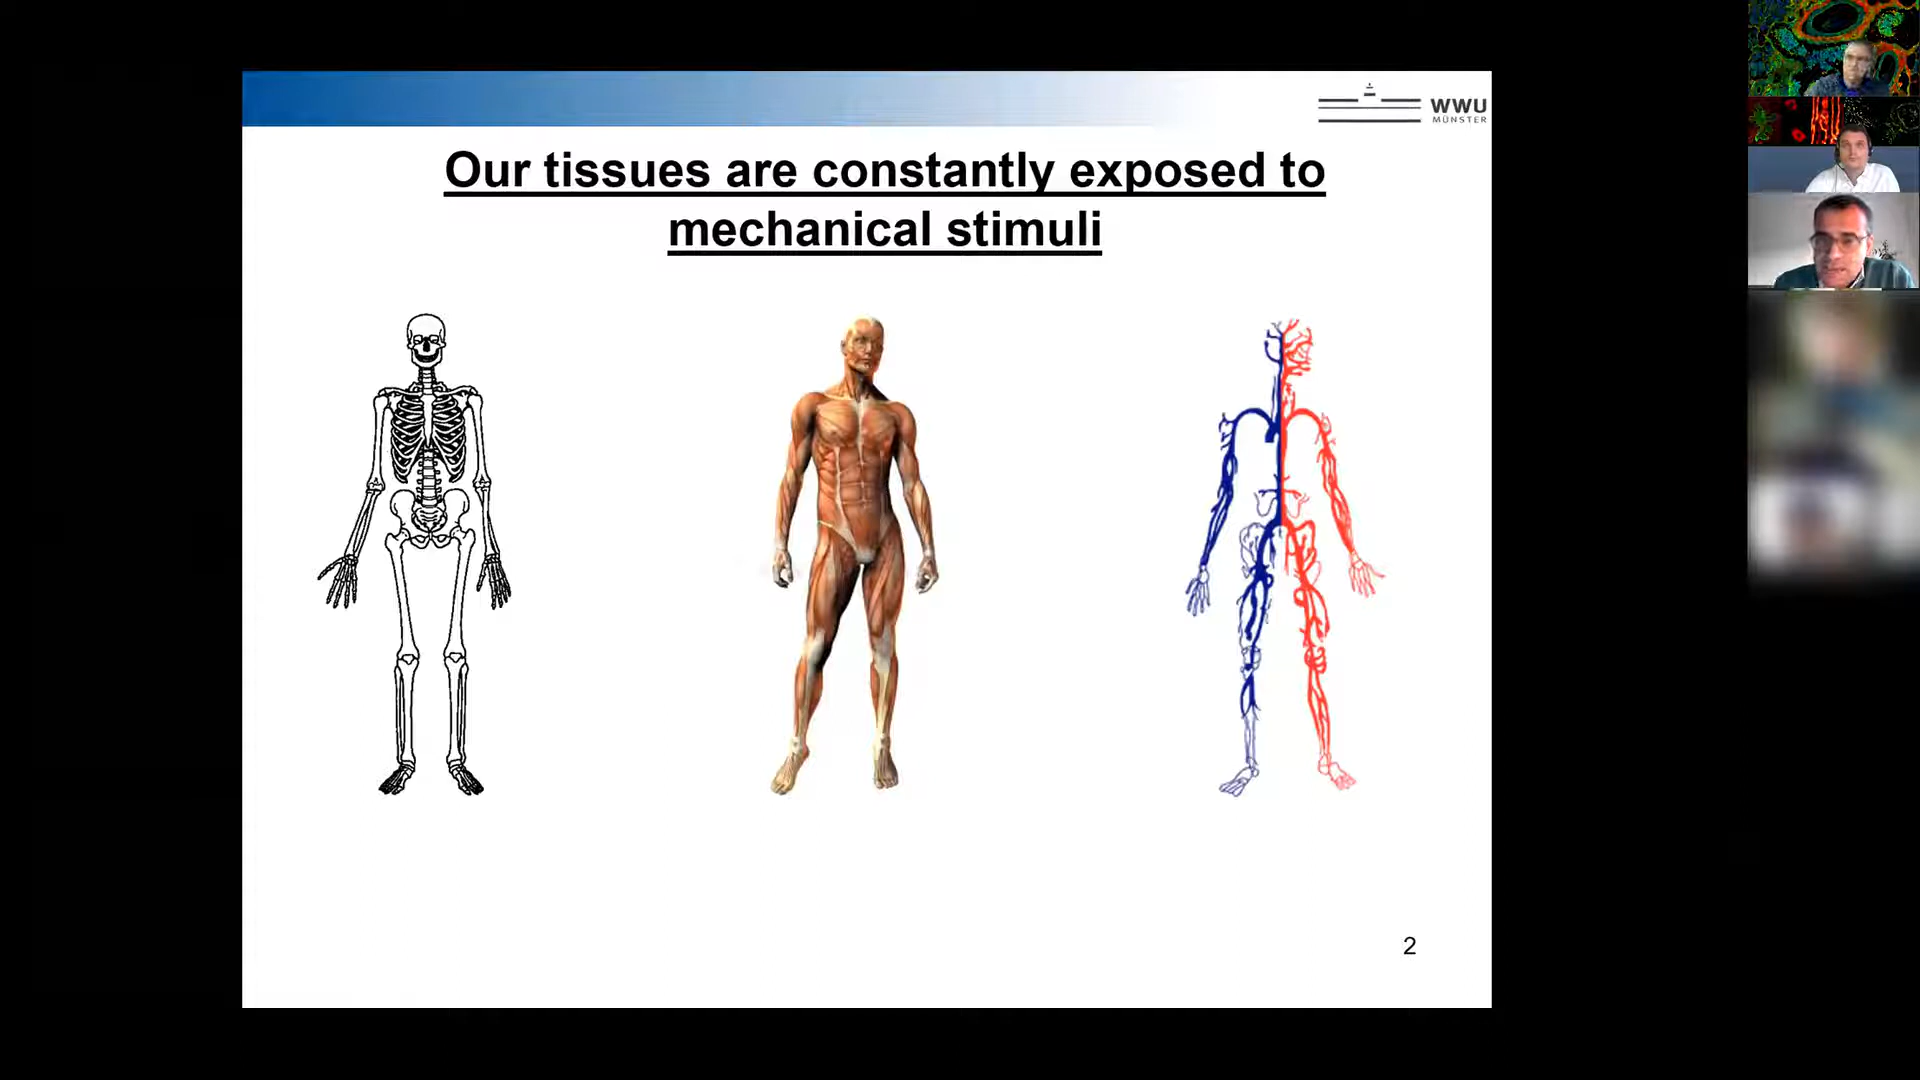 WWU
MÜNSTER
Our tissues are constantly exposed to
mechanical stimuli
2